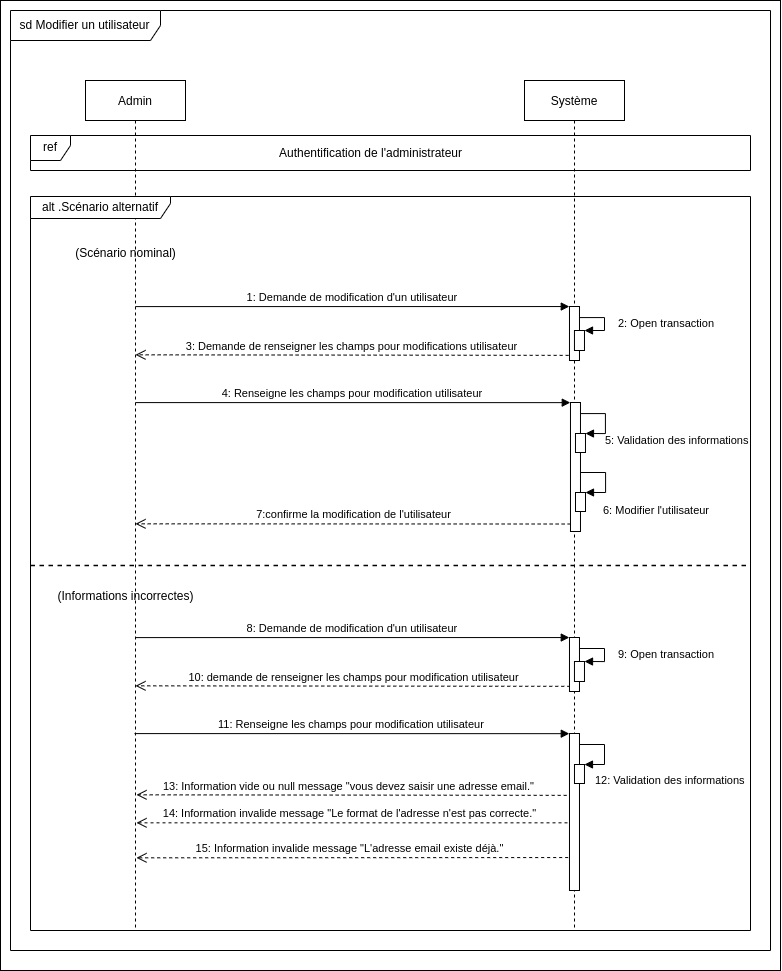 sd Modifier un utilisateur
Admin
Système
ref
Authentification de l'administrateur
alt .Scénario alternatif
(Scénario nominal)
1: Demande de modification d'un utilisateur
2: Open transaction
3: Demande de renseigner les champs pour modifications utilisateur
4: Renseigne les champs pour modification utilisateur
5: Validation des informations
6: Modifier l'utilisateur
7:confirme la modification de l'utilisateur
(Informations incorrectes)
8: Demande de modification d'un utilisateur
9: Open transaction
10: demande de renseigner les champs pour modification utilisateur
11: Renseigne les champs pour modification utilisateur
12: Validation des informations
13: Information vide ou null message "vous devez saisir une adresse email."
14: Information invalide message "Le format de l'adresse n'est pas correcte."
15: Information invalide message "L'adresse email existe déjà."